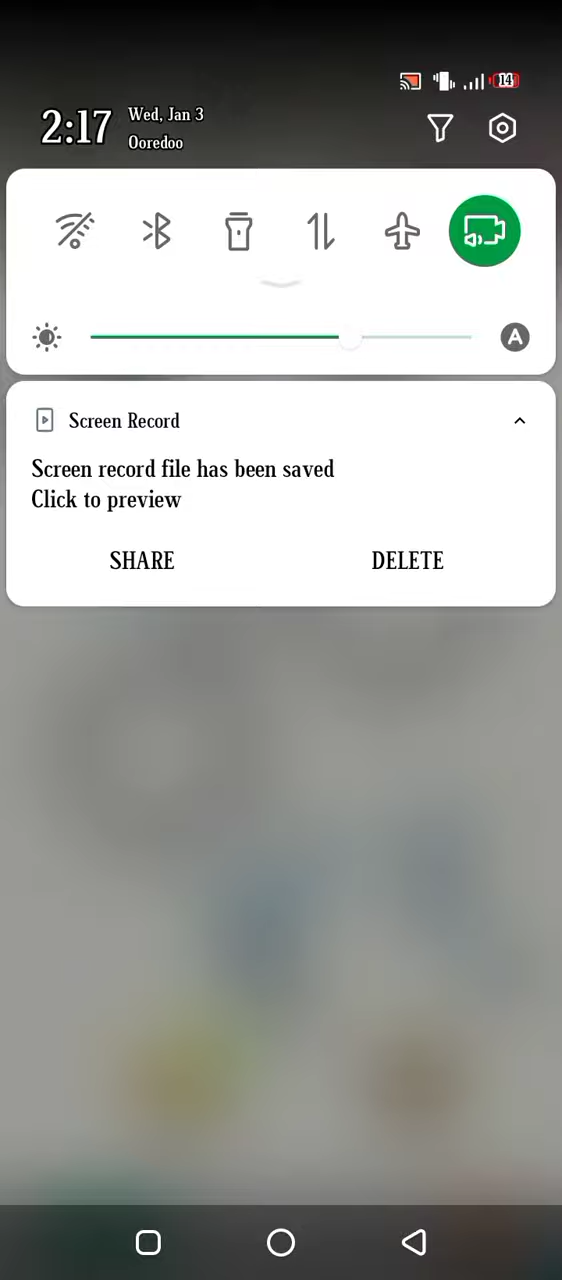 14
2:17
Wed, Jan 3
Ooredoo
A
Screen Record
Screen record file has been saved
Click to preview
SHARE
DELETE